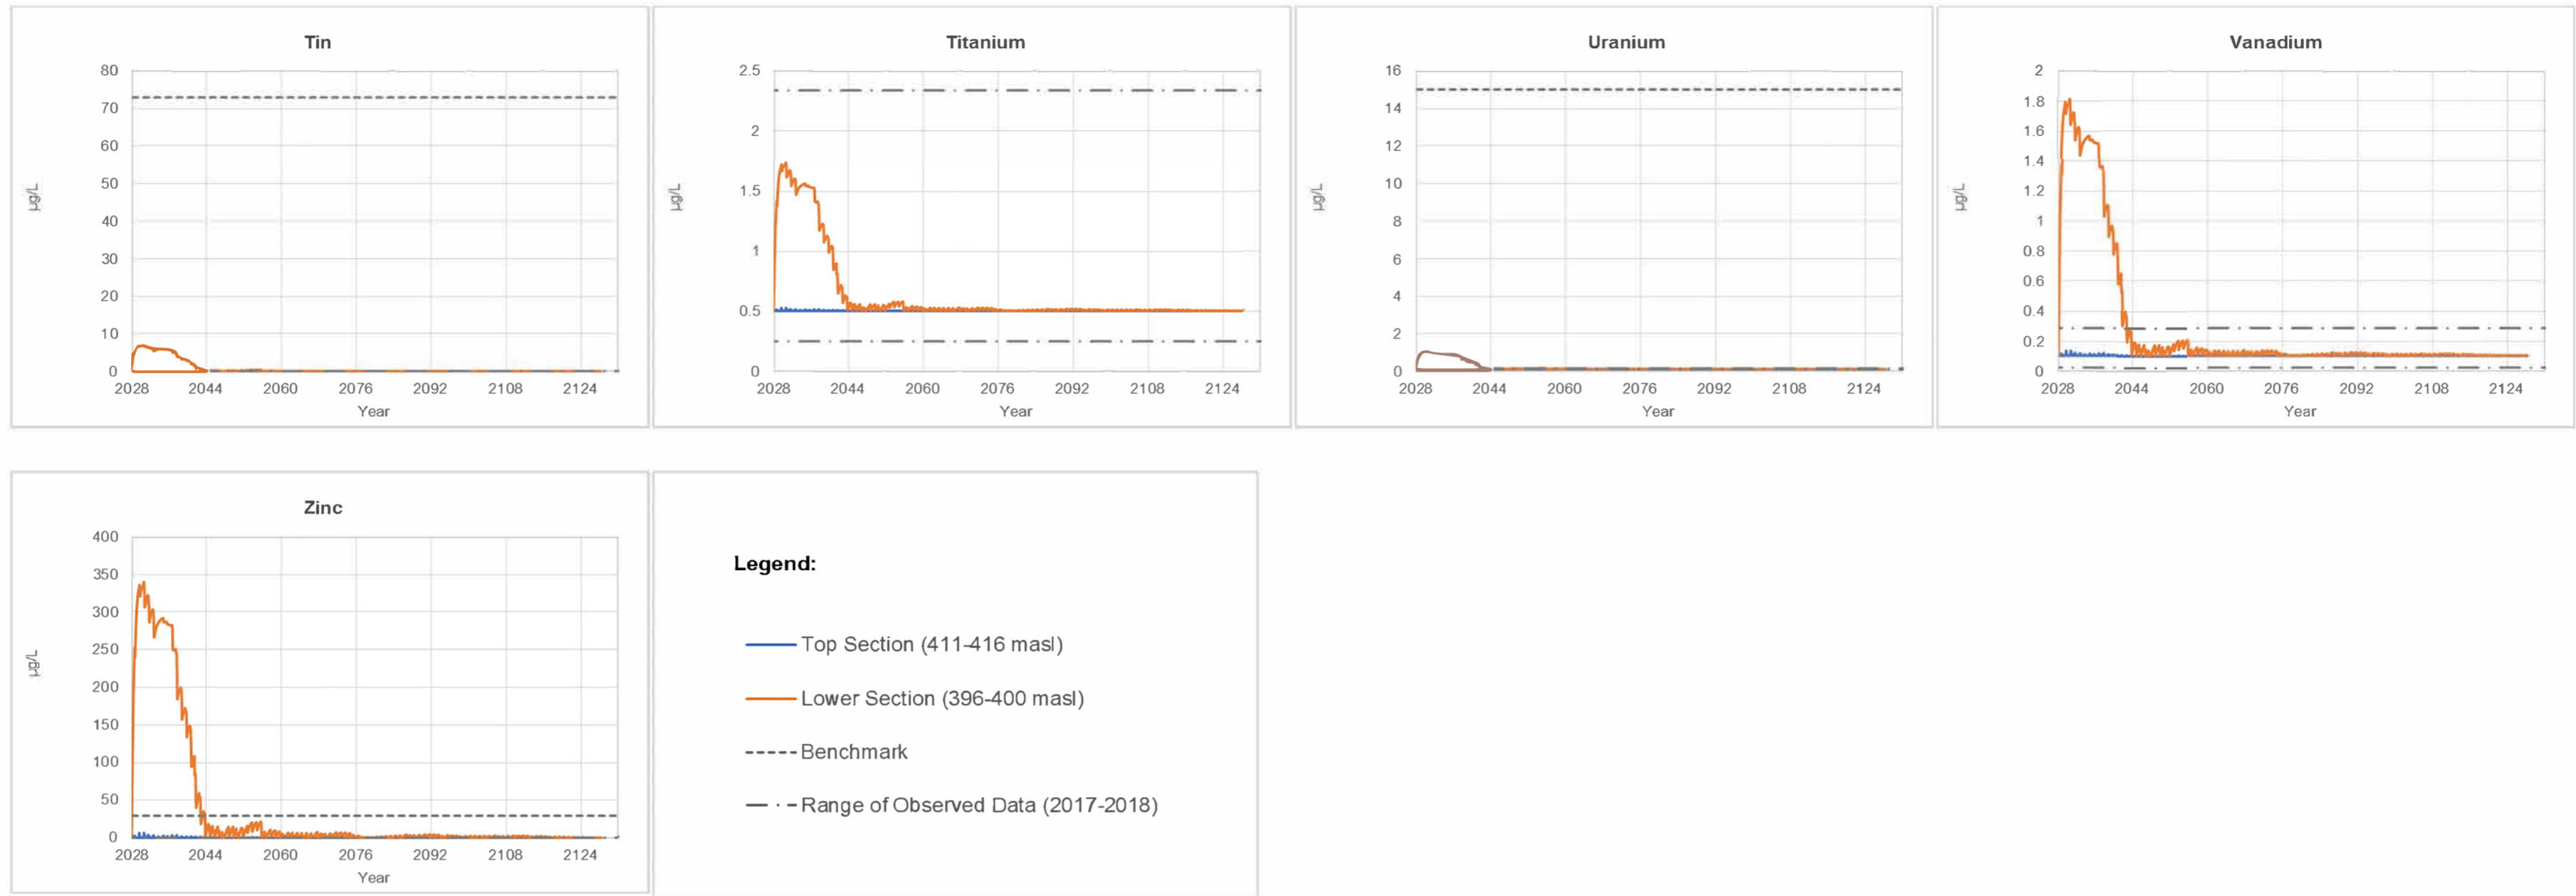 Tin
80
70
60
50
40
30
20
10
0
µg/L
2028 2044 2060 2076 2092 2108 2124
Year
Titanium
2.5
2
1.5
1
0.5
0
µg/L
2028 2044 2060 2076 2092 2108 2124
Year
Uranium
16
14
12
10
8
6
4
2
0
µg/L
2028 2044 2060 2076 2092 2108 2124
Year
Vanadium
2
1.8
1.6
1.4
1.2
1
0.8
0.6
0.4
0.2
0
µg/L
2028 2044 2060 2076 2092 2108 2124
Year
Zinc
400
350
300
250
200
150
100
50
0
µg/L
2028 2044 2060 2076 2092 2108 2124
Year
Legend:
Top Section (411-416 masl)
Lower Section (396-400 masl)
Benchmark
Range of Observed Data (2017-2018)